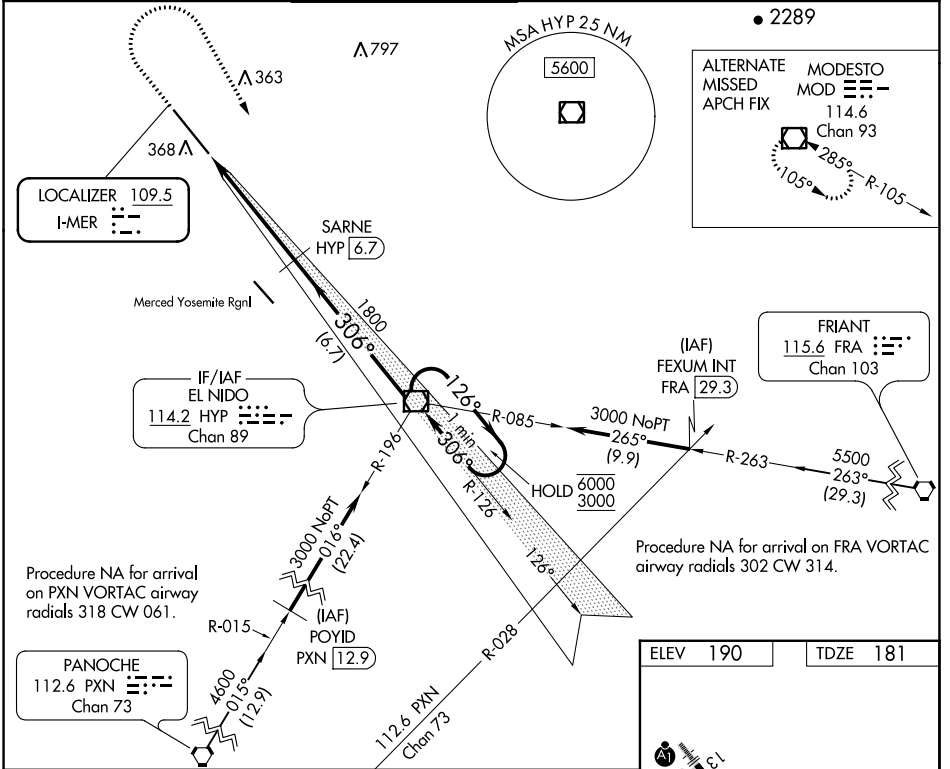 MSA HYP 25 NM
5600
2289
797
363
368
ALTERNATE
MISSED
APCH FIX
MODESTO
MOD
114.6
Chan 93
285°
R-105
105°
LOCALIZER 109.5
I-MER
SARNE
HYP 6.7
Merced Yosemite Rgnl
1800
306°
(6.7)
IF/IAF
EL NIDO
114.2 HYP
Chan 89
126°
1 min
306°
R-126
HOLD 6000
3000
126°
R-085
3000 NoPT
265°
(9.9)
(IAF)
FEXUM INT
FRA 29.3
FRIANT
115.6 FRA
Chan 103
R-263
5500
263°
(29.3)
Procedure NA for arrival on FRA VORTAC
airway radials 302 CW 314.
R-196
3000 NoPT
016°
(22.4)
Procedure NA for arrival
on PXN VORTAC airway
radials 318 CW 061.
R-015
(IAF)
POYID
PXN 12.9
PANOCHE
112.6 PXN
Chan 73
4600
015°
(12.9)
R-028
112.6 PXN
Chan 73
ELEV 190
TDZE 181
A1
13